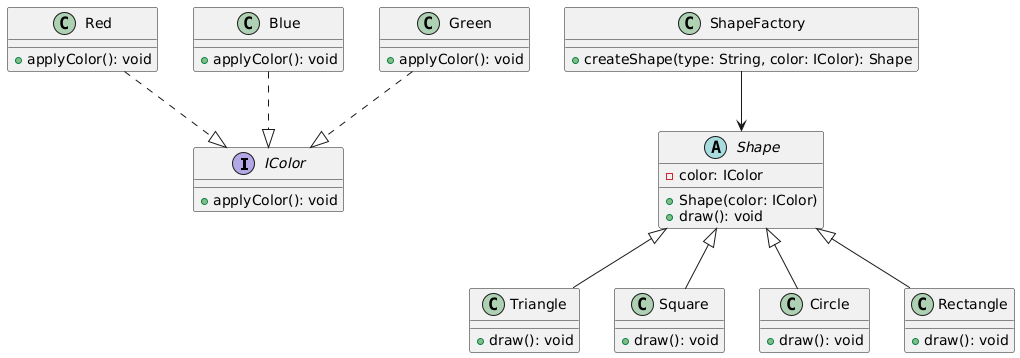 C Red
+ applyColor(): void
C Blue
+ applyColor(): void
C Green
+ applyColor(): void
C ShapeFactory
createShape(type: String, color: IColor): Shape
I IColor
applyColor(): void
A Shape
color: IColor
Shape(color: IColor)
draw(): void
C Triangle
draw(): void
C Square
draw(): void
C Circle
draw(): void
C Rectangle
draw(): void